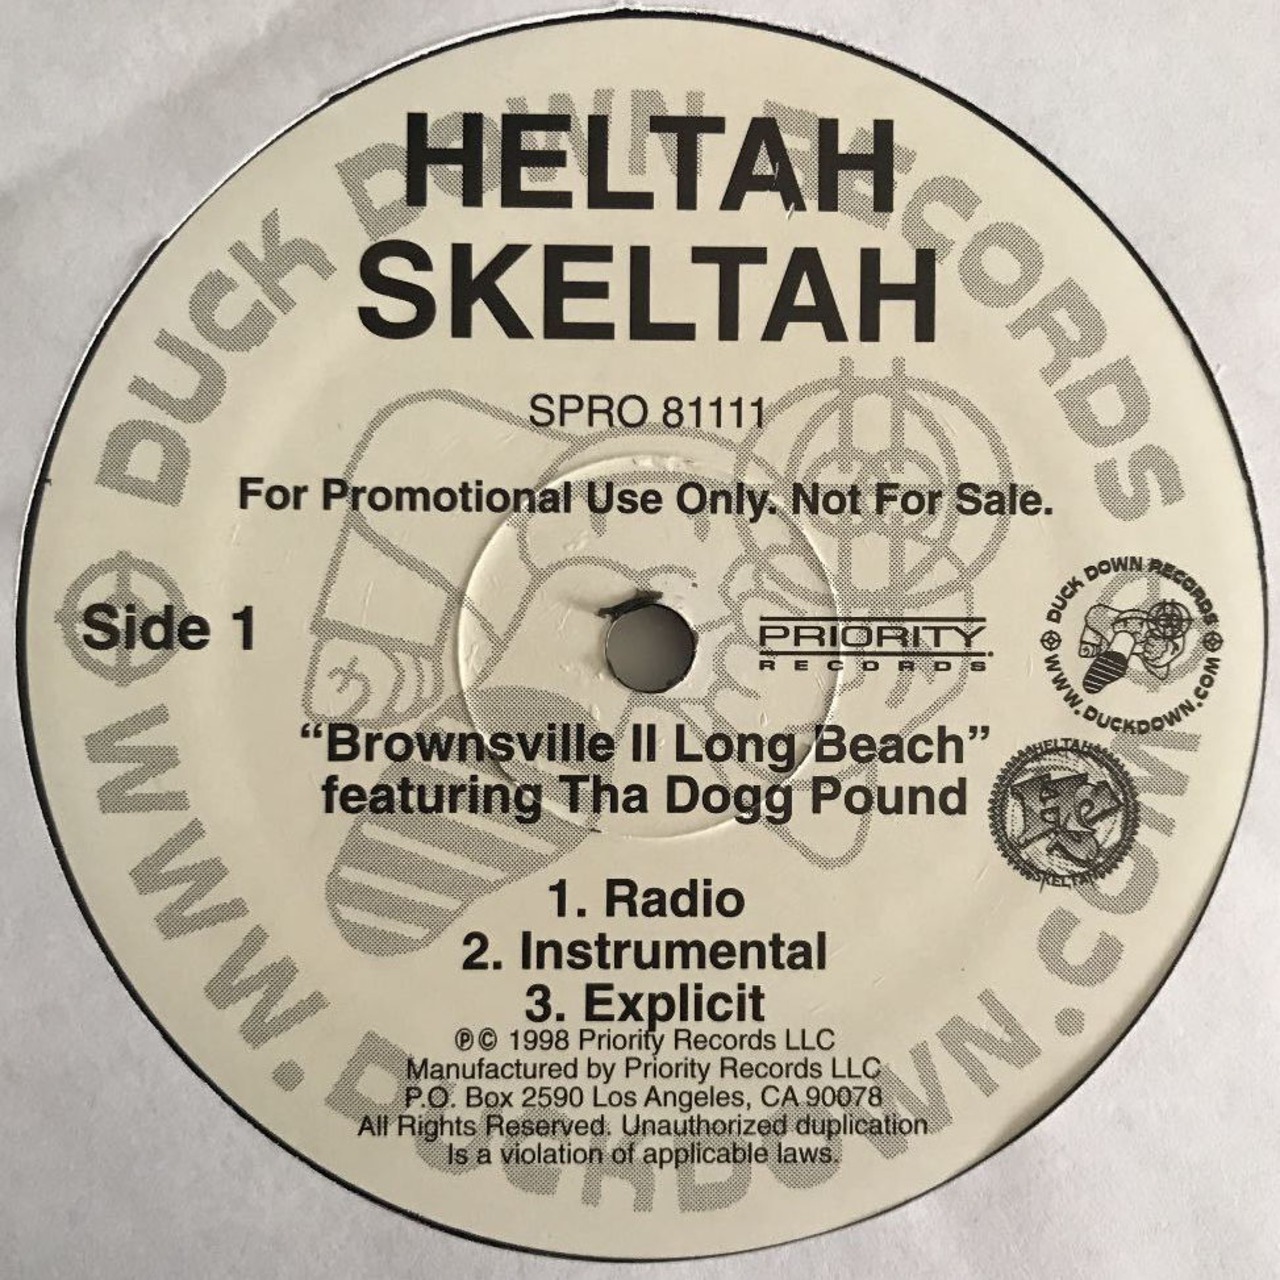 DUCK DOWN RECORDS
HELTAH
SKELTAH
SPRO 81111
For Promotional Use Only. Not For Sale.
Side 1
PRIORITY
RECORDS
DUCK DOWN RECORDS
WWW.DUCKDOWN.COM
“Brownsville II Long Beach”
featuring Tha Dogg Pound
HELTAH
SKELTAH
1. Radio
2. Instrumental
3. Explicit
℗© 1998 Priority Records LLC
Manufactured by Priority Records LLC
P.O. Box 2590 Los Angeles, CA 90078
All Rights Reserved. Unauthorized duplication
Is a violation of applicable laws.
WWW.DUCKDOWN.COM